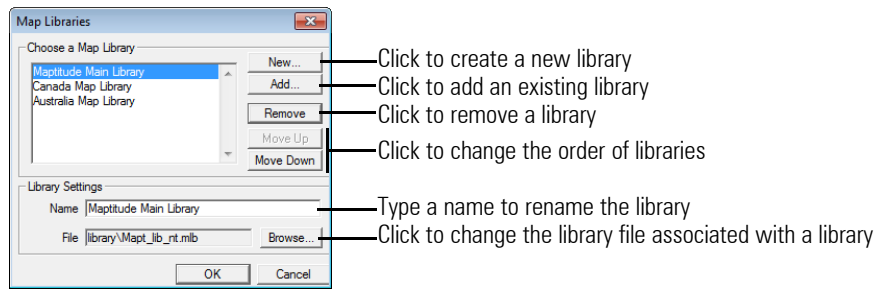 Map Libraries
Choose a Map Library
Maptitude Main Library
Canada Map Library
Australia Map Library
New...
Add...
Remove
Move Up
Move Down
Click to create a new library
Click to add an existing library
Click to remove a library
Click to change the order of libraries
Library Settings
Name Maptitude Main Library
Type a name to rename the library
File library\Mapt_lib_nt.mlb Browse...
Click to change the library file associated with a library
OK Cancel